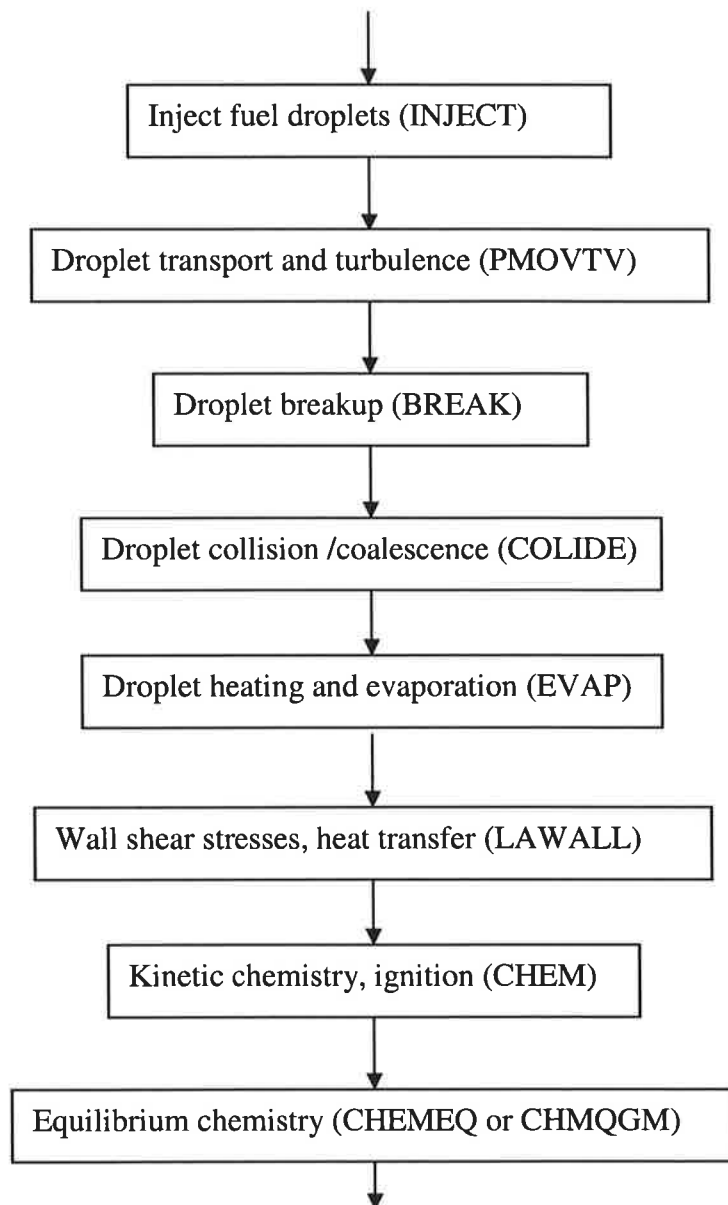 Inject fuel droplets (INJECT)
Droplet transport and turbulence (PMOVTV)
Droplet breakup (BREAK)
Droplet collision /coalescence (COLIDE)
Droplet heating and evaporation (EVAP)
Wall shear stresses, heat transfer (LAWALL)
Kinetic chemistry, ignition (CHEM)
Equilibrium chemistry (CHEMEQ or CHMQGM)